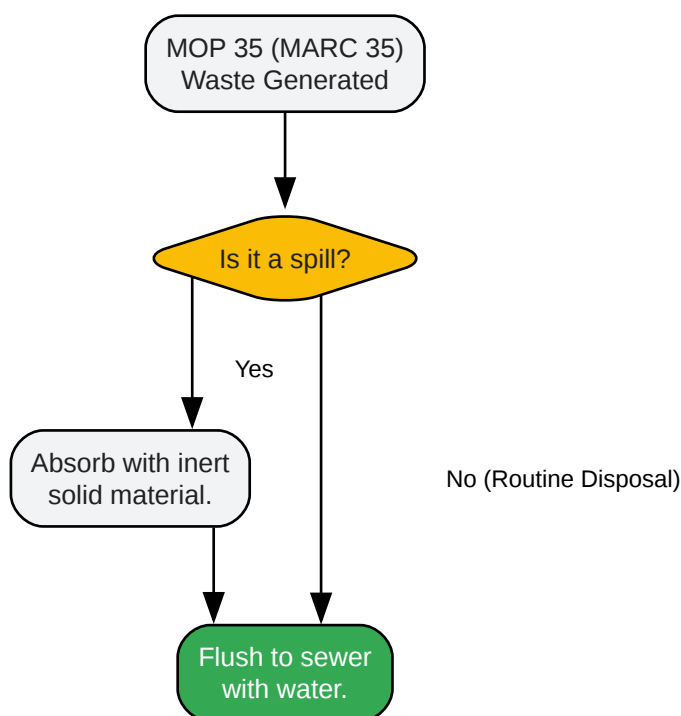 MOP 35 (MARC 35)
Waste Generated
Is it a spill?
Yes
Absorb with inert
solid material.
No (Routine Disposal)
Flush to sewer
with water.